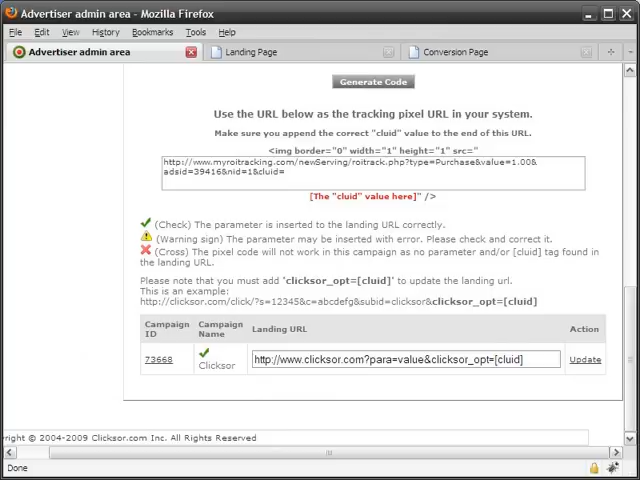 Advertiser admin area - Mozilla Firefox
File Edit View History Bookmarks Tools Help
Advertiser admin area Landing Page Conversion Page
Generate Code
Use the URL below as the tracking pixel URL in your system.
Make sure you append the correct "cluid" value to the end of this URL.
<img border="0" width="1" height="1" src="
http://www.myroitracking.com/newServing/roitrack.php?type=Purchase&value=1.00&
adsid=39416&nid=1&cluid=
[The "cluid" value here]" />
(Check) The parameter is inserted to the landing URL correctly.
(Warning sign) The parameter may be inserted with error. Please check and correct it.
(Cross) The pixel code will not work in this campaign as no parameter and/or [cluid] tag found in
the landing URL.
Please note that you must add 'clicksor_opt=[cluid]' to update the landing url.
This is an example:
http://clicksor.com/click/?s=12345&c=abcdefg&subid=clicksor&clicksor_opt=[cluid]
Campaign ID Campaign Name Landing URL Action
73668 Clicksor http://www.clicksor.com?para=value&clicksor_opt=[cluid] Update
yright © 2004-2009 Clicksor.com Inc. All Rights Reserved
Done